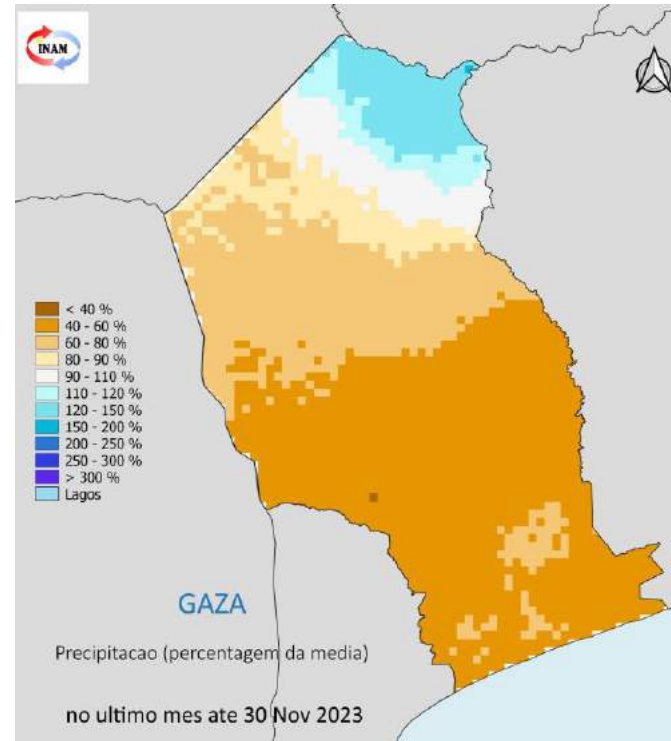 INAM
< 40 %
40 - 60 %
60 - 80 %
80 - 90 %
90 - 110 %
110 - 120 %
120 - 150 %
150 - 200 %
200 - 250 %
250 - 300 %
> 300 %
Lagos
GAZA
Precipitacao (percentagem da media)
no ultimo mes ate 30 Nov 2023